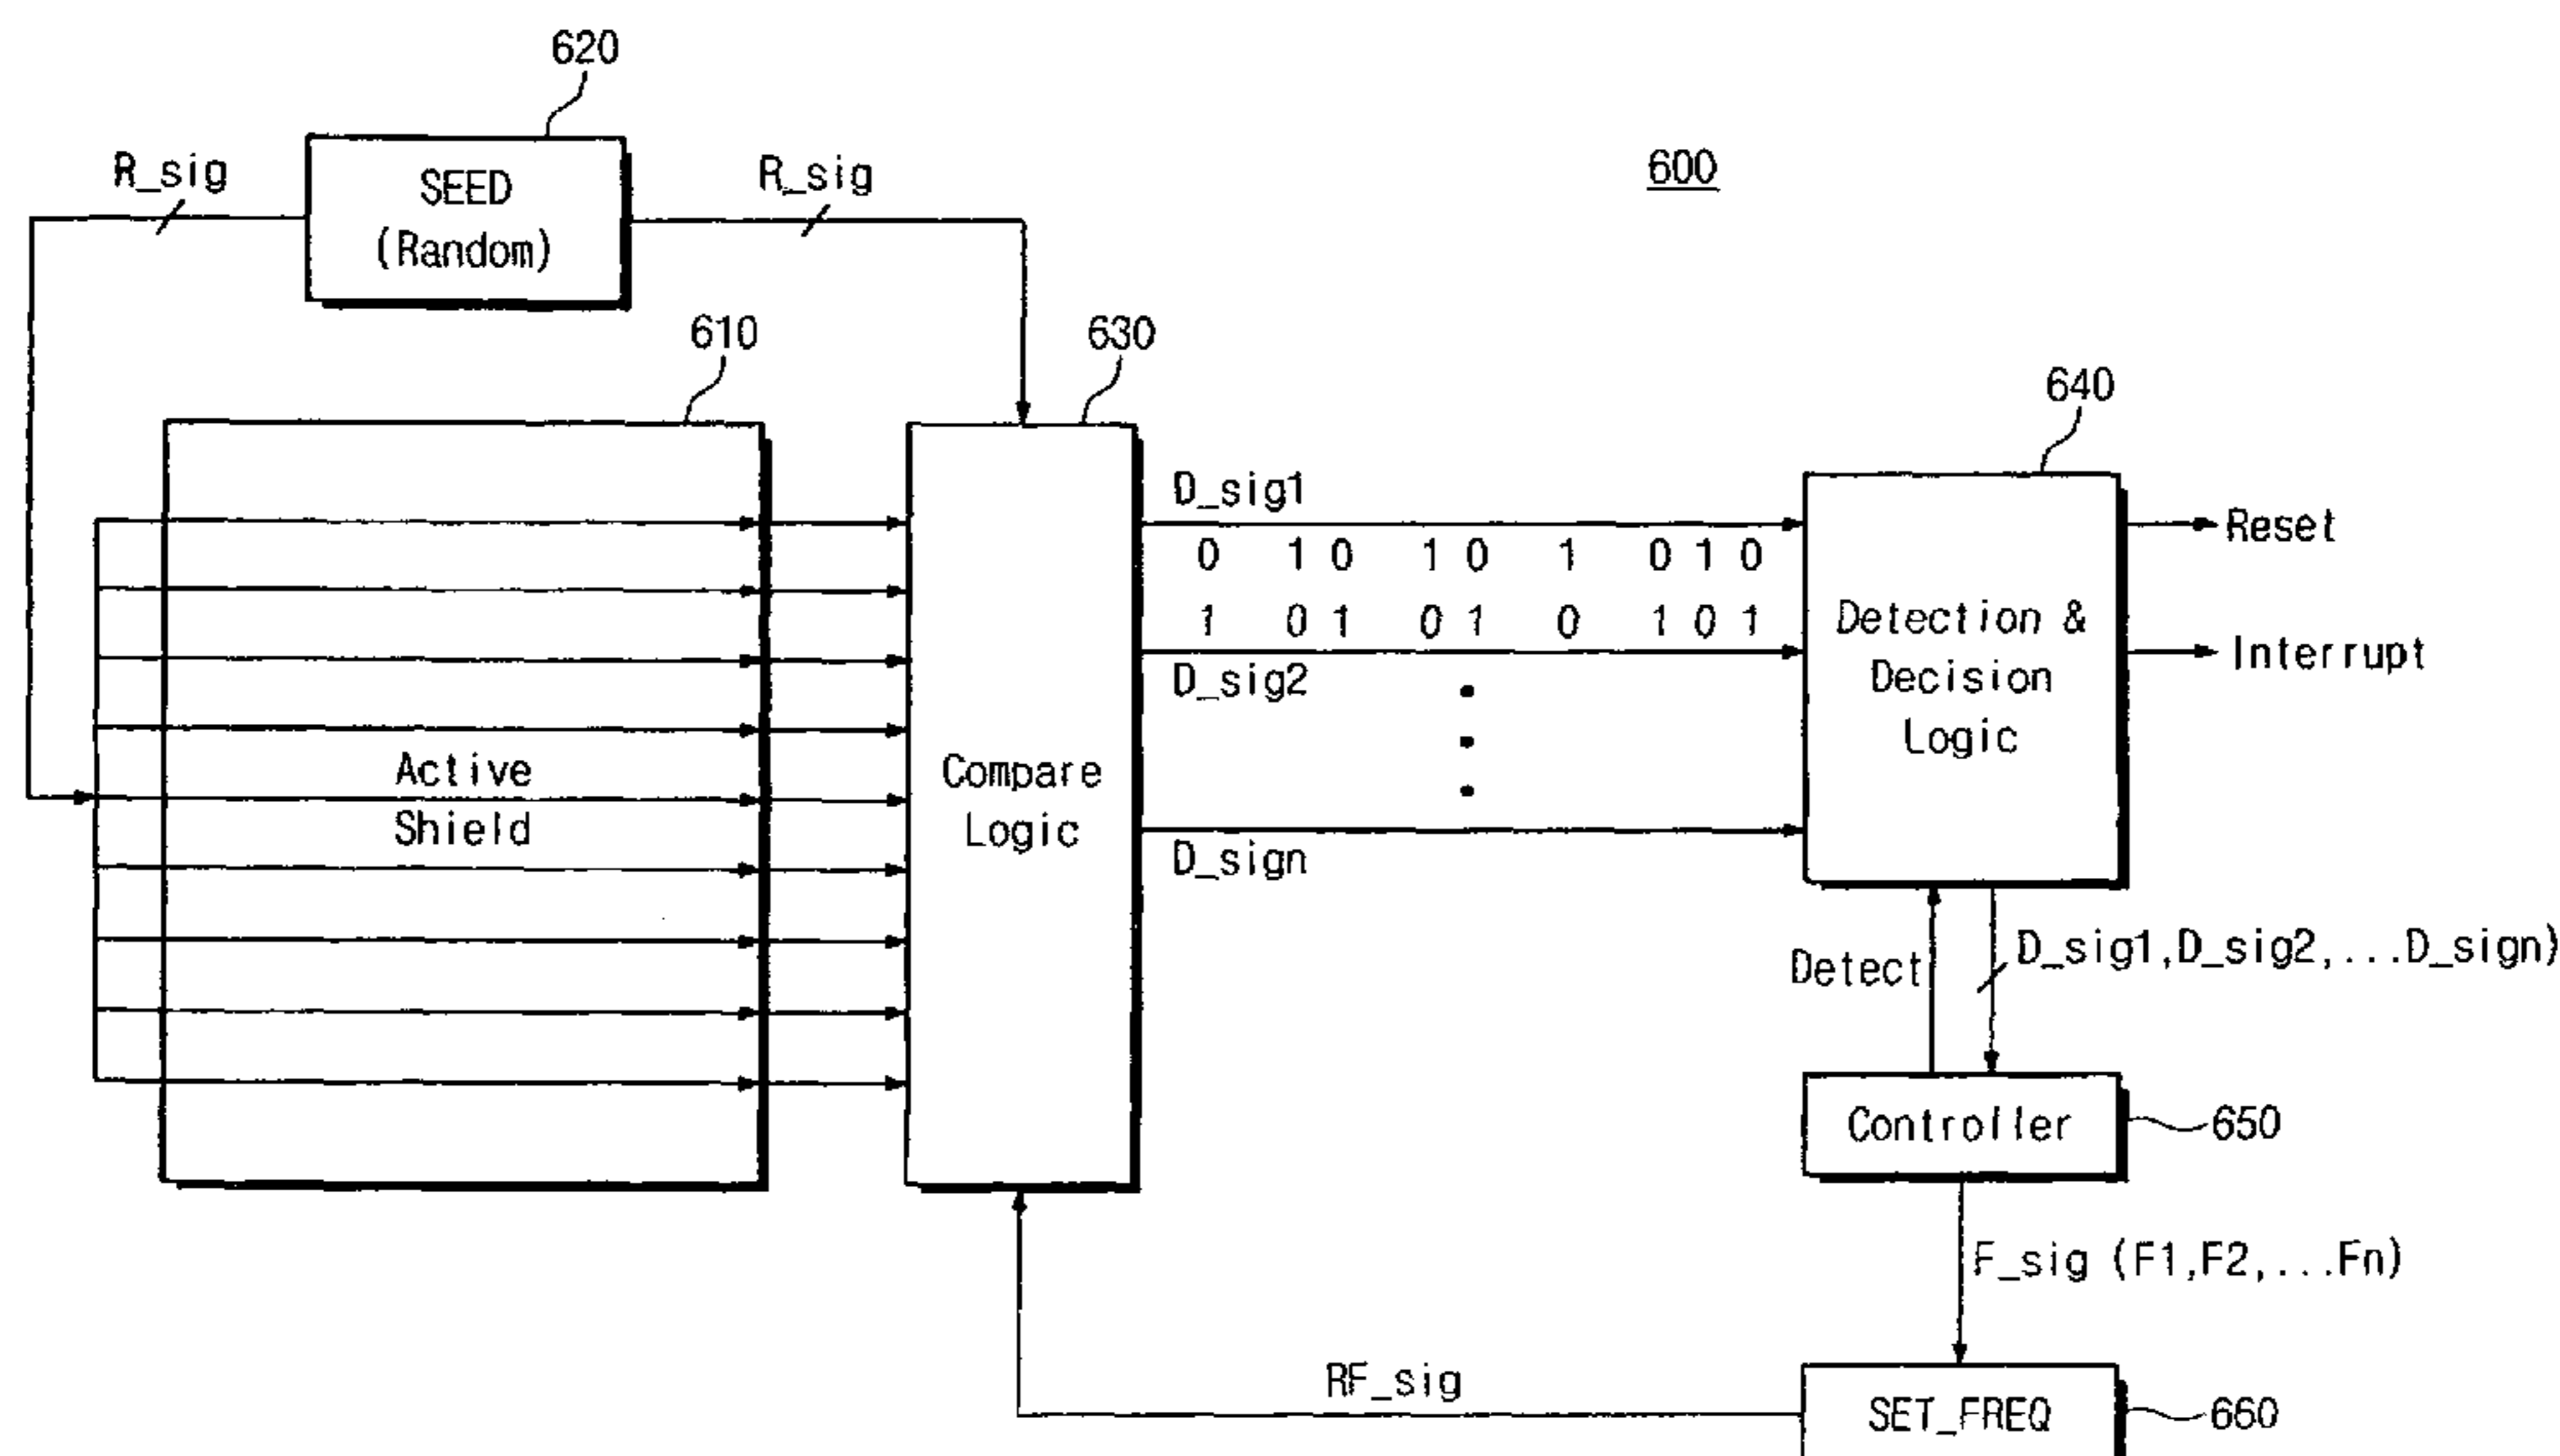 620
R_sig
SEED
(Random)
R_sig
600
610
630
640
D_sig1
0 1 0 1 0 1 0 1 0
1 0 1 0 1 0 1 0 1
D_sig2
D_sign
Active
Shield
Compare
Logic
Detection &
Decision
Logic
Reset
Interrupt
Detect
D_sig1,D_sig2,...D_sign)
Controller
650
F_sig (F1,F2,...Fn)
RF_sig
SET_FREQ
660